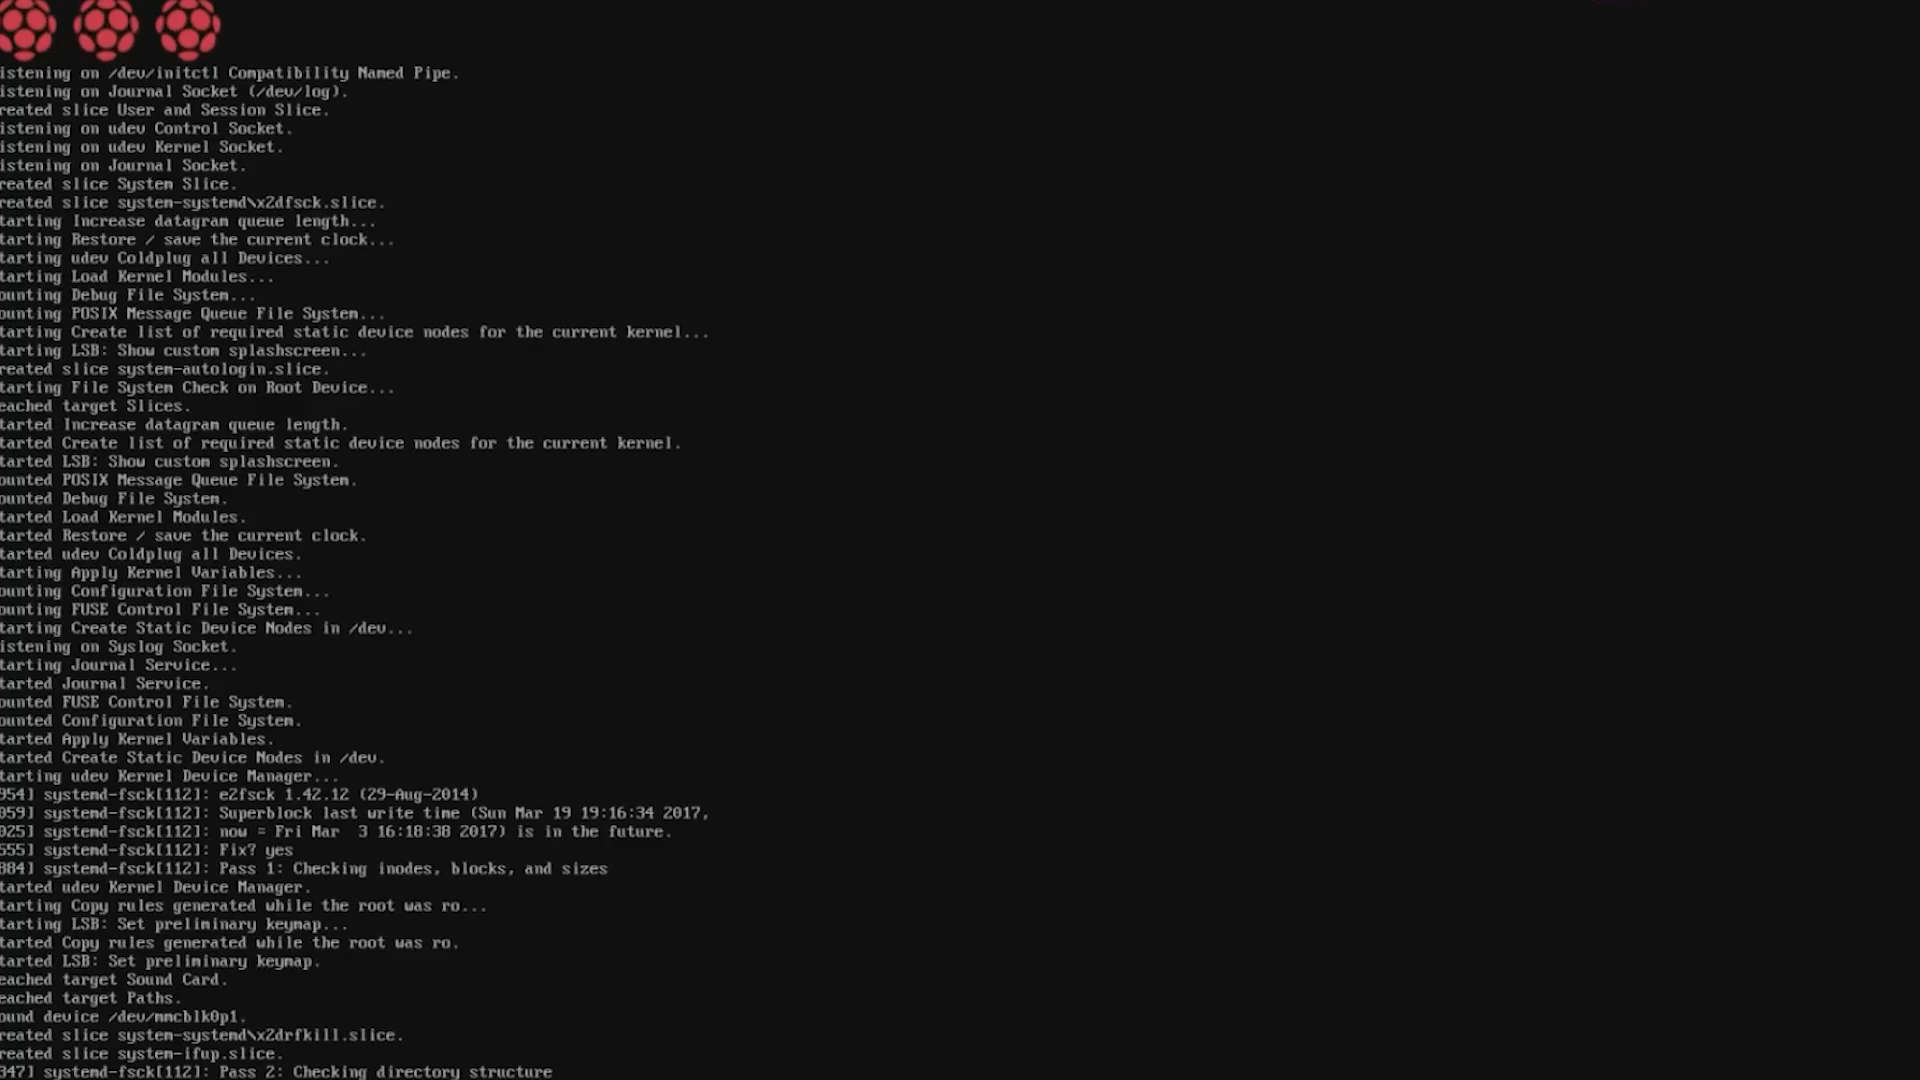 istening on /dev/initctl Compatibility Named Pipe.
istening on Journal Socket (/dev/log).
reated slice User and Session Slice.
istening on udev Control Socket.
istening on udev Kernel Socket.
istening on Journal Socket.
reated slice System Slice.
reated slice system-systemd\x2dfsck.slice.
tarting Increase datagram queue length...
tarting Restore / save the current clock...
tarting udev Coldplug all Devices...
tarting Load Kernel Modules...
ounting Debug File System...
ounting POSIX Message Queue File System...
tarting Create list of required static device nodes for the current kernel...
tarting LSB: Show custom splashscreen...
reated slice system-autologin.slice.
tarting File System Check on Root Device...
eached target Slices.
tarted Increase datagram queue length.
tarted Create list of required static device nodes for the current kernel.
tarted LSB: Show custom splashscreen.
ounted POSIX Message Queue File System.
ounted Debug File System.
tarted Load Kernel Modules.
tarted Restore / save the current clock.
tarted udev Coldplug all Devices.
tarting Apply Kernel Variables...
ounting Configuration File System...
ounting FUSE Control File System...
tarting Create Static Device Nodes in /dev...
istening on Syslog Socket.
tarting Journal Service...
tarted Journal Service.
ounted FUSE Control File System.
ounted Configuration File System.
tarted Apply Kernel Variables.
tarted Create Static Device Nodes in /dev.
tarting udev Kernel Device Manager...
954] systemd-fsck[112]: e2fsck 1.42.12 (29-Aug-2014)
059] systemd-fsck[112]: Superblock last write time (Sun Mar 19 19:16:34 2017,
025] systemd-fsck[112]: now = Fri Mar  3 16:18:38 2017) is in the future.
555] systemd-fsck[112]: Fix? yes
884] systemd-fsck[112]: Pass 1: Checking inodes, blocks, and sizes
tarted udev Kernel Device Manager.
tarting Copy rules generated while the root was ro...
tarting LSB: Set preliminary keymap...
tarted Copy rules generated while the root was ro.
tarted LSB: Set preliminary keymap.
eached target Sound Card.
eached target Paths.
ound device /dev/mmcblk0p1.
reated slice system-systemd\x2drfkill.slice.
reated slice system-ifup.slice.
347] systemd-fsck[112]: Pass 2: Checking directory structure